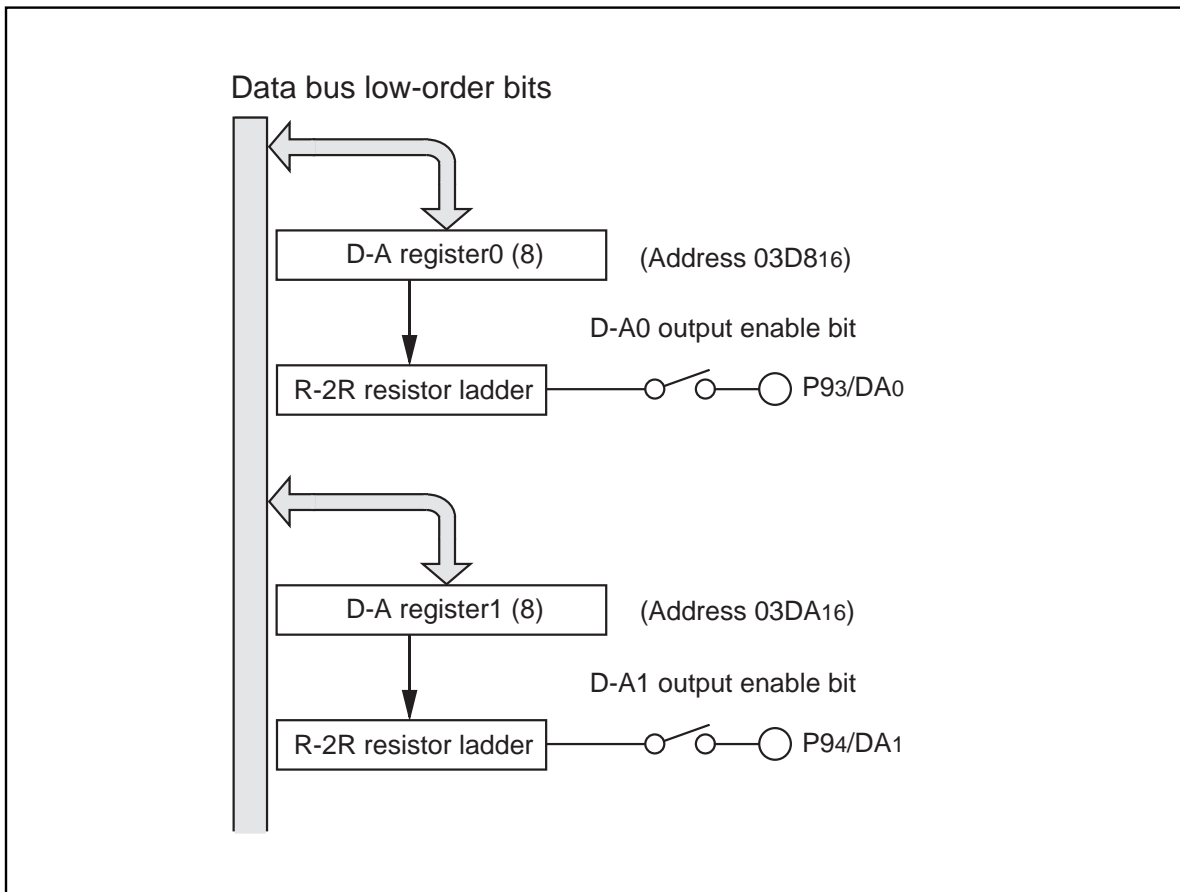 Data bus low-order bits
D-A register0 (8)
(Address 03D816)
D-A0 output enable bit
R-2R resistor ladder
P93/DA0
D-A register1 (8)
(Address 03DA16)
D-A1 output enable bit
R-2R resistor ladder
P94/DA1